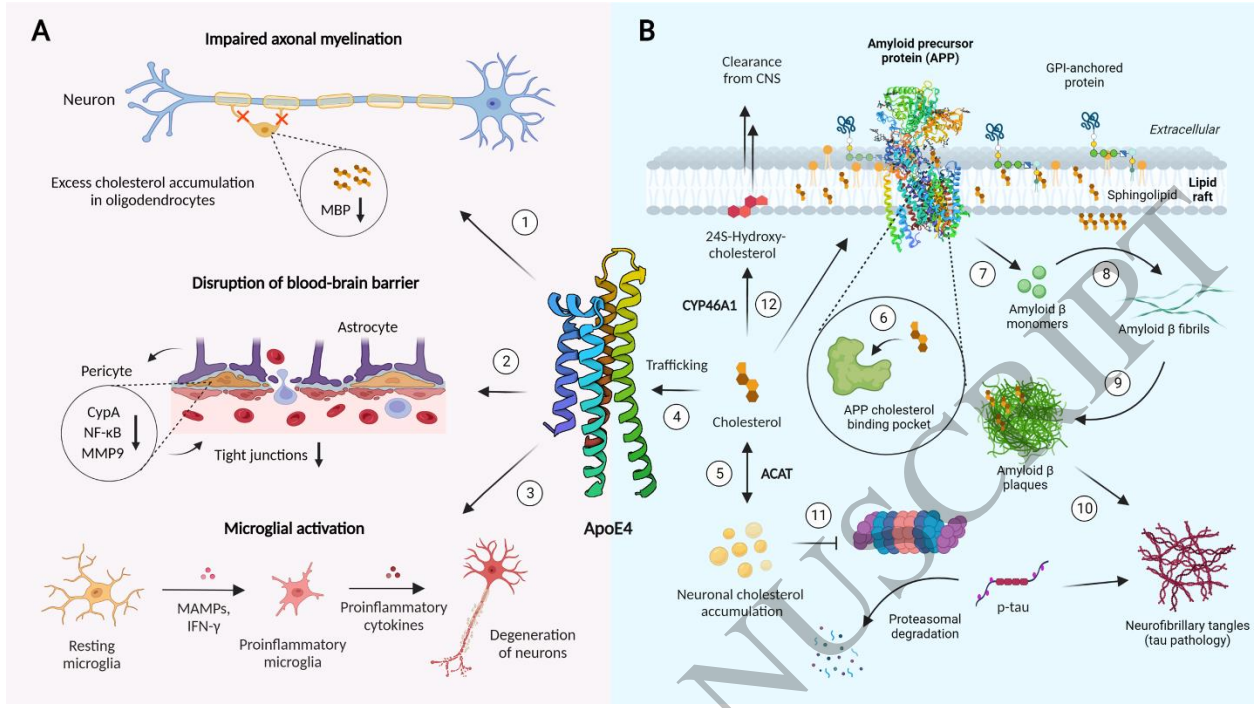 A
Impaired axonal myelination
Neuron
Excess cholesterol accumulation
in oligodendrocytes
MBP
1
Disruption of blood-brain barrier
Astrocyte
Pericyte
CypA
NF-κB
MMP9
Tight junctions
2
3
Microglial activation
ApoE4
MAMPs,
IFN-γ
Proinflammatory
cytokines
Resting
microglia
Proinflammatory
microglia
Degeneration
of neurons
B
Clearance
from CNS
Amyloid precursor
protein (APP)
GPI-anchored
protein
Extracellular
Sphingolipid
Lipid
raft
24S-Hydroxy-
cholesterol
CYP46A1
12
7
8
Amyloid β
monomers
Amyloid β fibrils
6
APP cholesterol
binding pocket
Trafficking
4
Cholesterol
9
Amyloid β
plaques
5
ACAT
10
11
Neuronal cholesterol
accumulation
Proteasomal
degradation
p-tau
Neurofibrillary tangles
(tau pathology)
NUSCRIPT